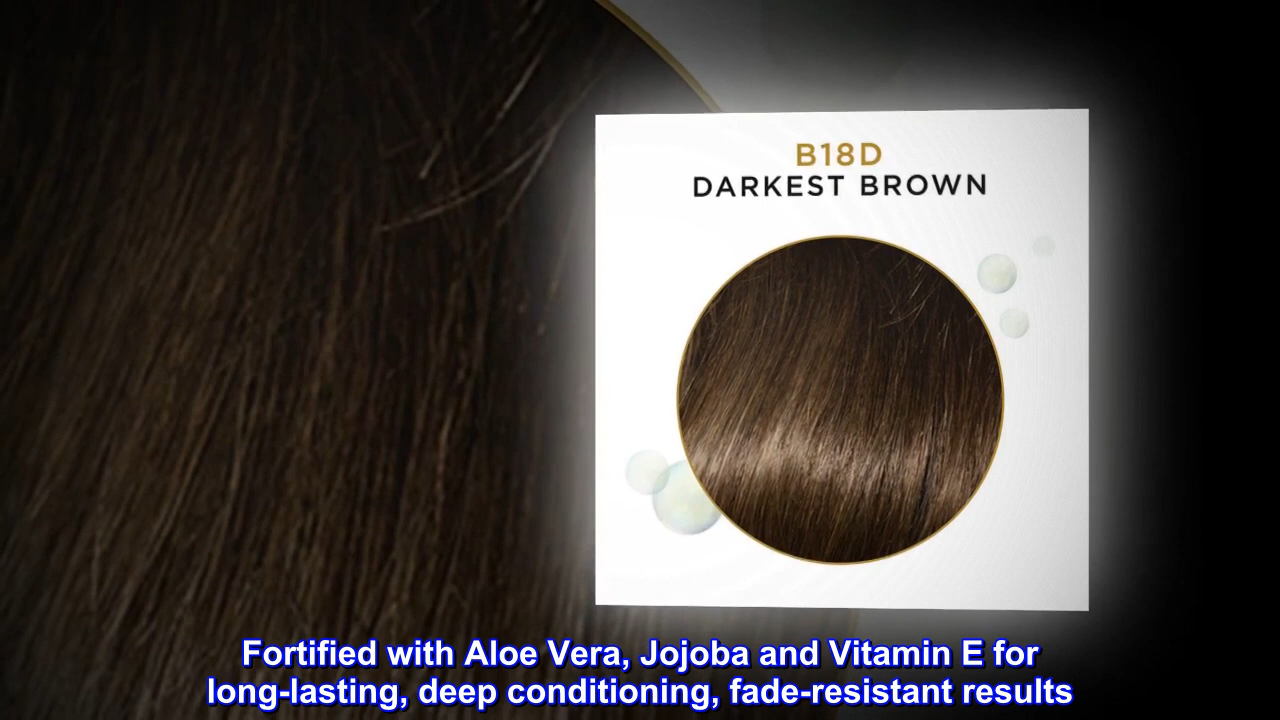 B18D
DARKEST BROWN
Fortified with Aloe Vera, Jojoba and Vitamin E for
long-lasting, deep conditioning, fade-resistant results